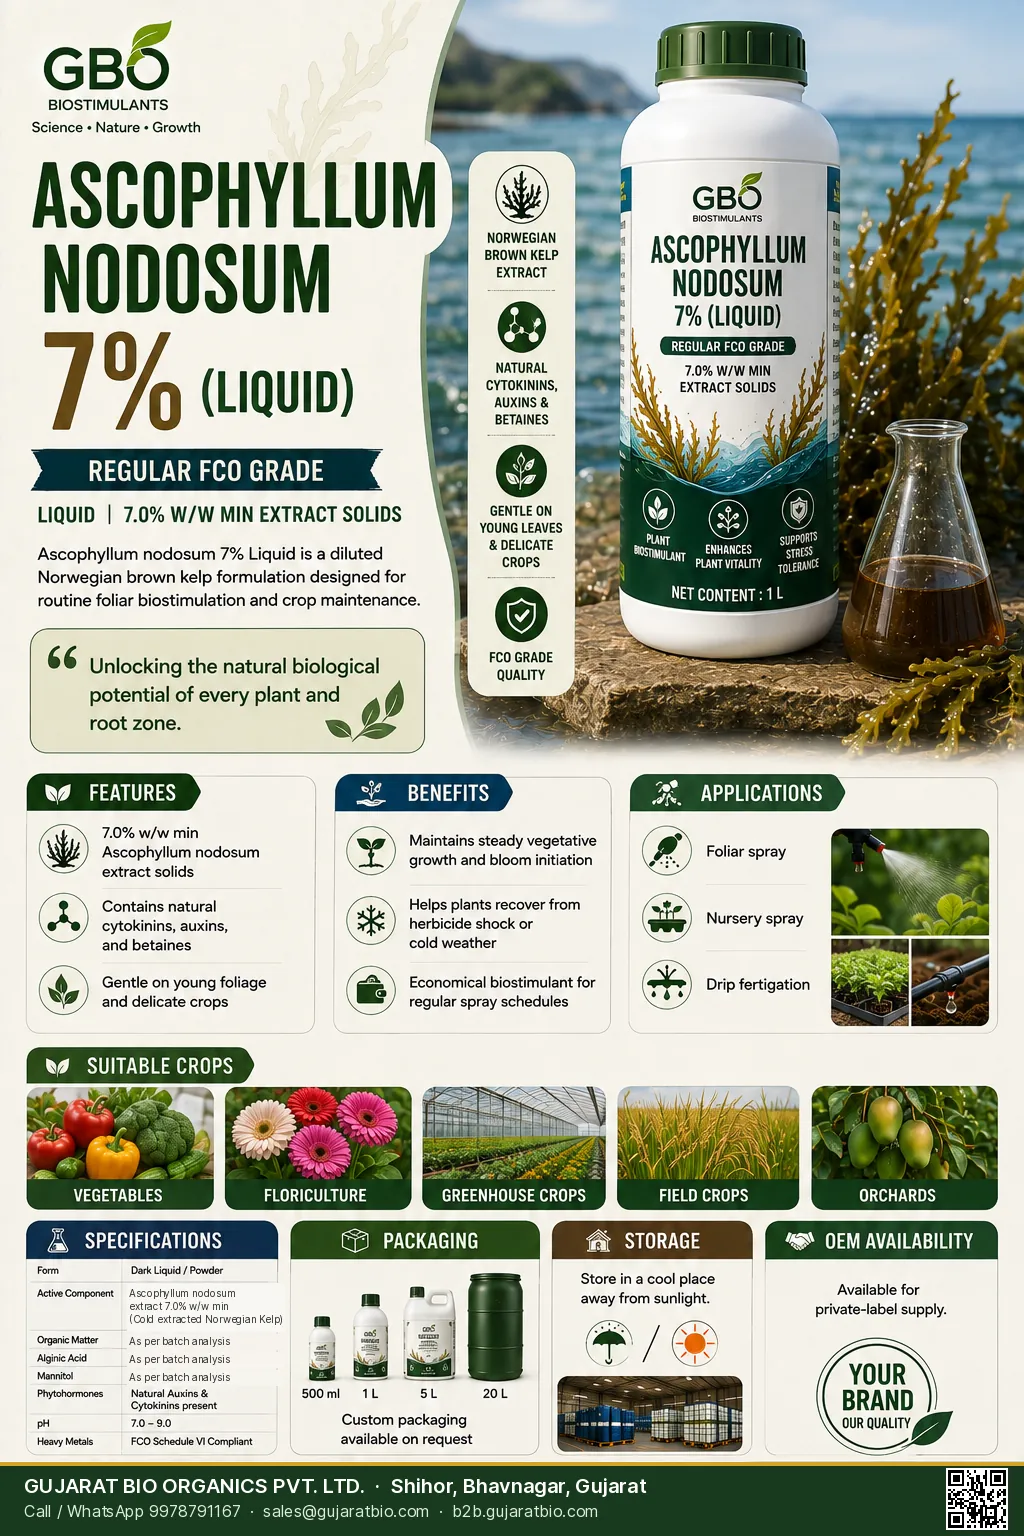 GBO
BIOSTIMULANTS
Science • Nature • Growth
ASCOPHYLLUM
NODOSUM
7% (LIQUID)
REGULAR FCO GRADE
LIQUID | 7.0% W/W MIN EXTRACT SOLIDS
Ascophyllum nodosum 7% Liquid is a diluted
Norwegian brown kelp formulation designed for
routine foliar biostimulation and crop maintenance.
“ Unlocking the natural biological
potential of every plant and
root zone.
NORWEGIAN
BROWN KELP
EXTRACT
NATURAL
CYTOKININS,
AUXINS &
BETAINES
GENTLE ON
YOUNG LEAVES
& DELICATE
CROPS
FCO GRADE
QUALITY
GBO
BIOSTIMULANTS
ASCOPHYLLUM
NODOSUM
7% (LIQUID)
REGULAR FCO GRADE
7.0% W/W MIN
EXTRACT SOLIDS
PLANT
BIOSTIMULANT
ENHANCES
PLANT VITALITY
SUPPORTS
STRESS
TOLERANCE
NET CONTENT : 1 L
FEATURES
7.0% w/w min
Ascophyllum nodosum
extract solids
Contains natural
cytokinins, auxins,
and betaines
Gentle on young foliage
and delicate crops
BENEFITS
Maintains steady vegetative
growth and bloom initiation
Helps plants recover from
herbicide shock or
cold weather
Economical biostimulant for
regular spray schedules
APPLICATIONS
Foliar spray
Nursery spray
Drip fertigation
SUITABLE CROPS
VEGETABLES
FLORICULTURE
GREENHOUSE CROPS
FIELD CROPS
ORCHARDS
SPECIFICATIONS
Form Dark Liquid / Powder
Active Component Ascophyllum nodosum
extract 7.0% w/w min
(Cold extracted Norwegian Kelp)
Organic Matter As per batch analysis
Alginic Acid As per batch analysis
Mannitol As per batch analysis
Phytohormones Natural Auxins &
Cytokinins present
pH 7.0 – 9.0
Heavy Metals FCO Schedule VI Compliant
PACKAGING
500 ml 1 L 5 L 20 L
Custom packaging
available on request
STORAGE
Store in a cool place
away from sunlight.
OEM AVAILABILITY
Available for
private-label supply.
YOUR
BRAND
OUR QUALITY
GUJARAT BIO ORGANICS PVT. LTD. · Shihor, Bhavnagar, Gujarat
Call / WhatsApp 9978791167 · sales@gujaratbio.com · b2b.gujaratbio.com